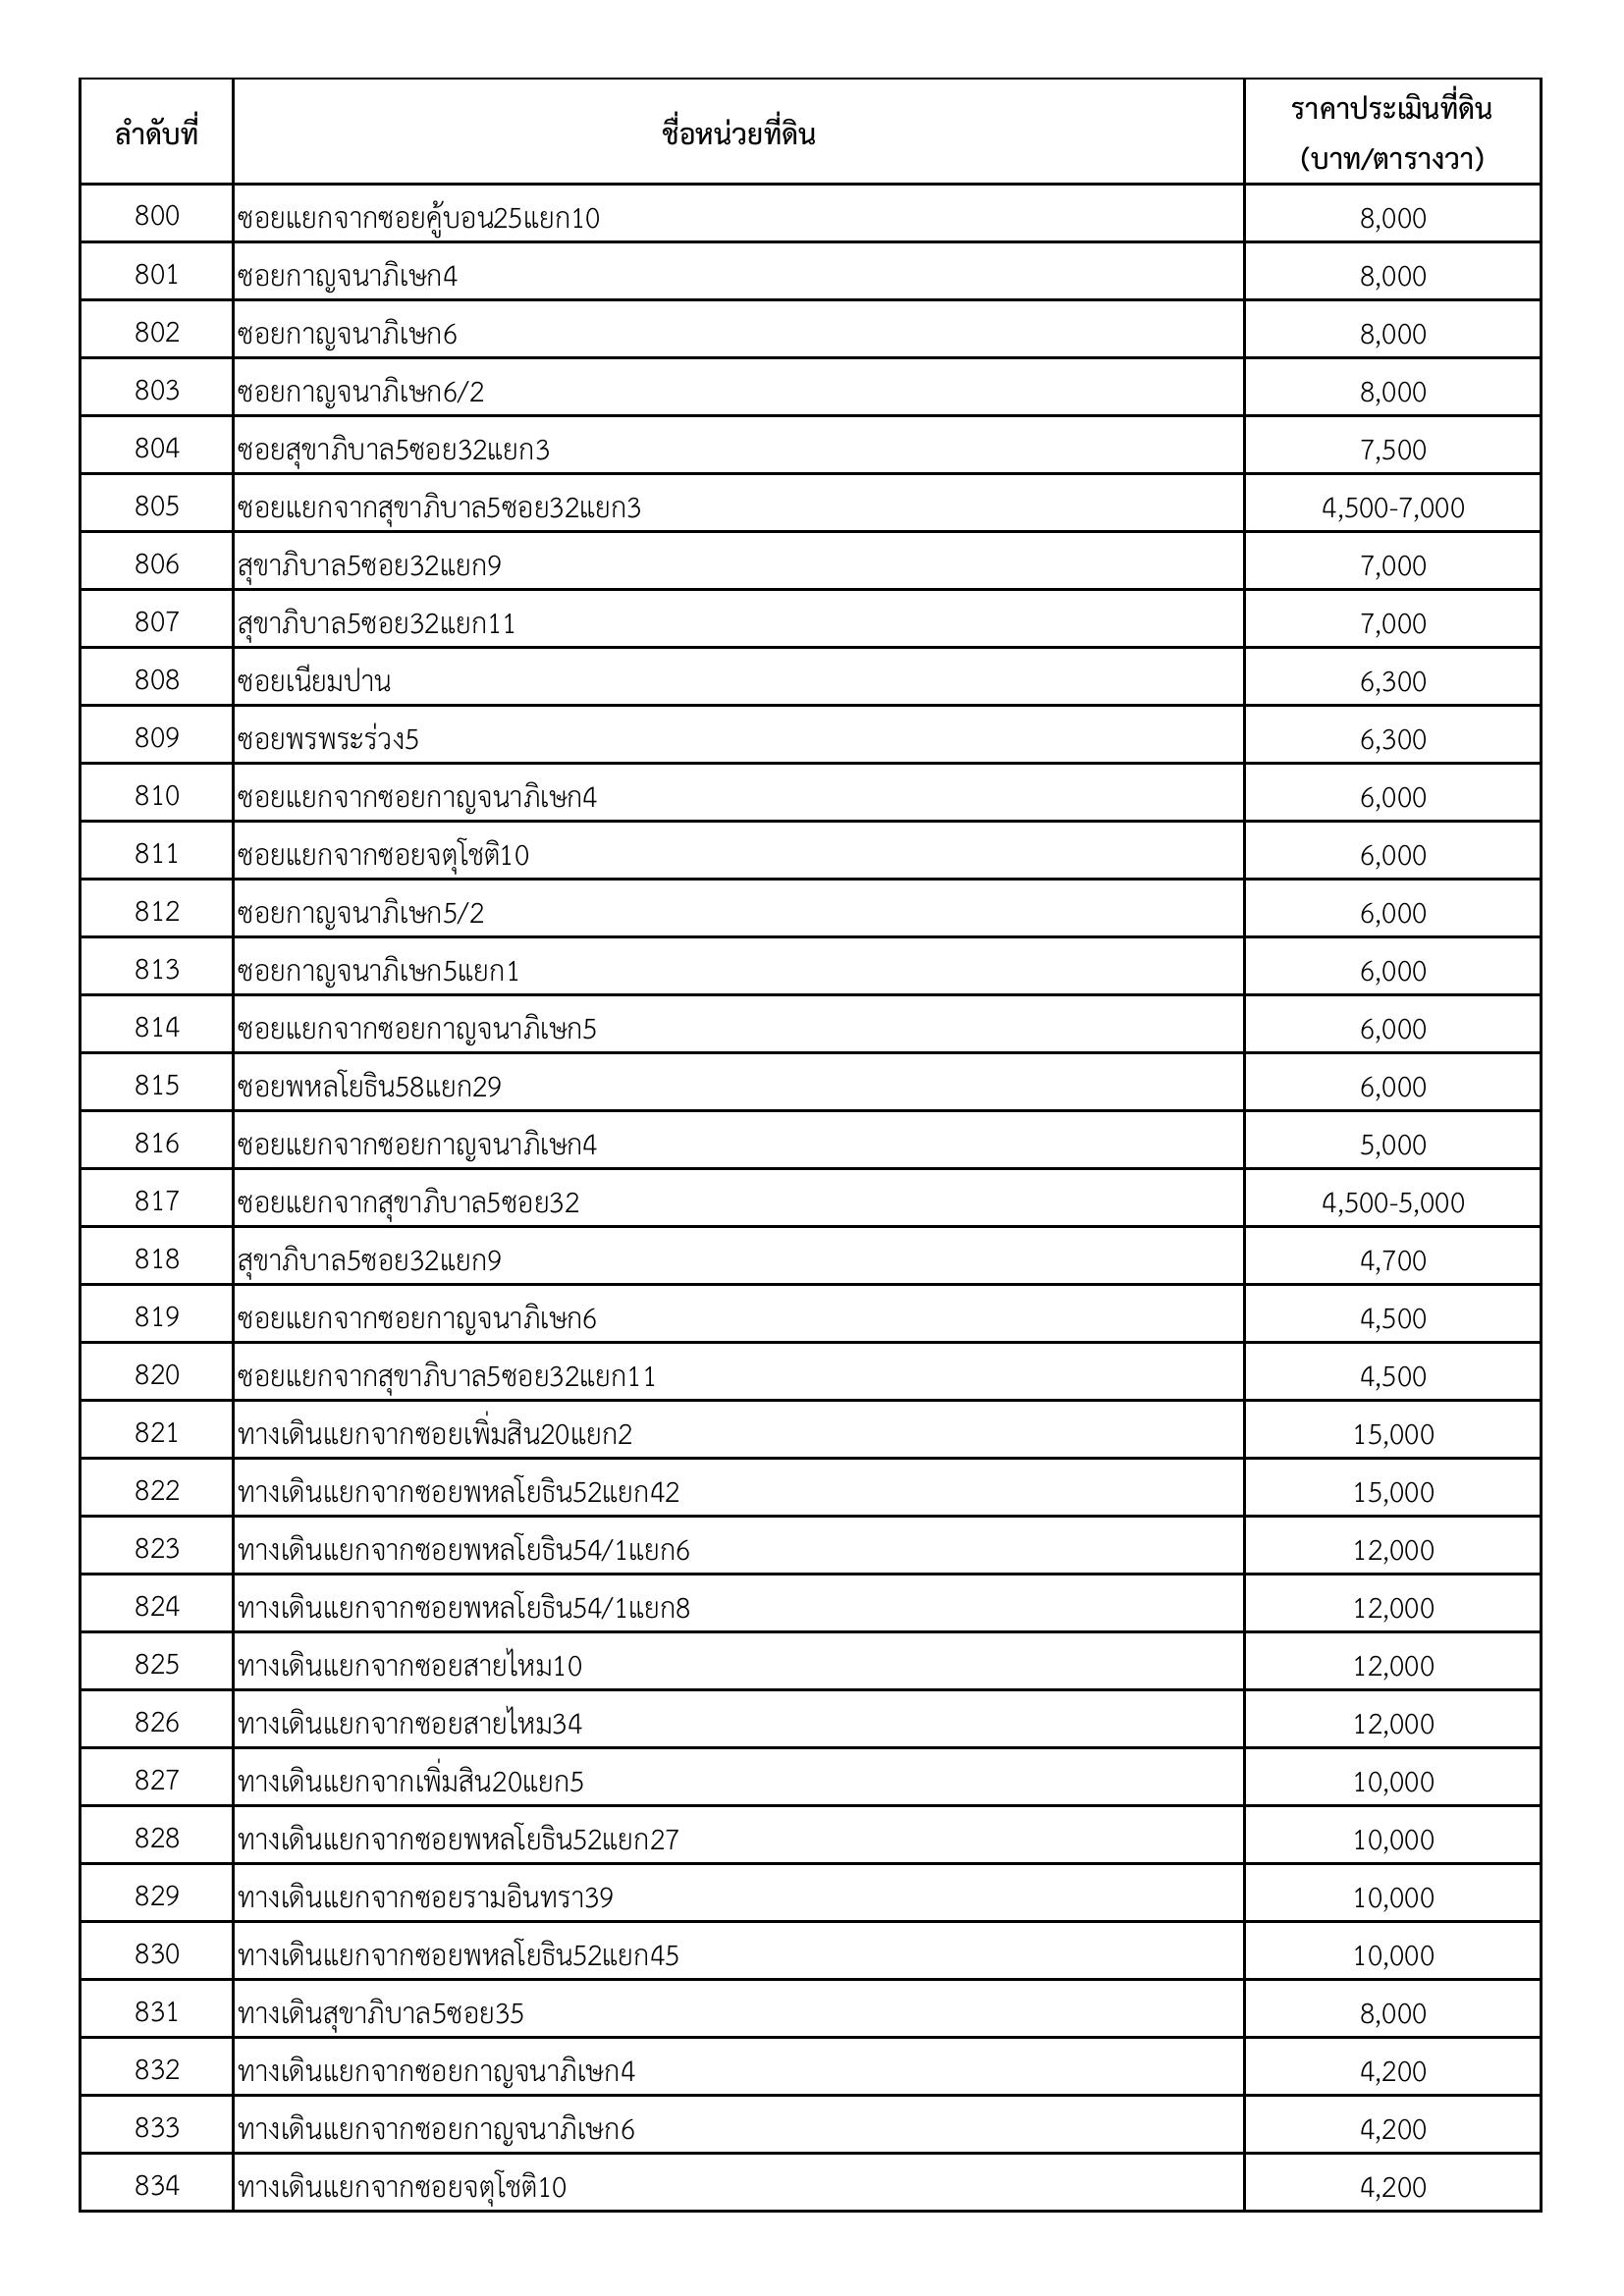 ลำดับที่ ชื่อหน่วยที่ดิน ราคาประเมินที่ดิน
(บาท/ตารางวา)
800 ซอยแยกจากซอยคู้บอน25แยก10 8,000
801 ซอยกาญจนาภิเษก4 8,000
802 ซอยกาญจนาภิเษก6 8,000
803 ซอยกาญจนาภิเษก6/2 8,000
804 ซอยสุขาภิบาล5ซอย32แยก3 7,500
805 ซอยแยกจากสุขาภิบาล5ซอย32แยก3 4,500-7,000
806 สุขาภิบาล5ซอย32แยก9 7,000
807 สุขาภิบาล5ซอย32แยก11 7,000
808 ซอยเนียมปาน 6,300
809 ซอยพรพระร่วง5 6,300
810 ซอยแยกจากซอยกาญจนาภิเษก4 6,000
811 ซอยแยกจากซอยจตุโชติ10 6,000
812 ซอยกาญจนาภิเษก5/2 6,000
813 ซอยกาญจนาภิเษก5แยก1 6,000
814 ซอยแยกจากซอยกาญจนาภิเษก5 6,000
815 ซอยพหลโยธิน58แยก29 6,000
816 ซอยแยกจากซอยกาญจนาภิเษก4 5,000
817 ซอยแยกจากสุขาภิบาล5ซอย32 4,500-5,000
818 สุขาภิบาล5ซอย32แยก9 4,700
819 ซอยแยกจากซอยกาญจนาภิเษก6 4,500
820 ซอยแยกจากสุขาภิบาล5ซอย32แยก11 4,500
821 ทางเดินแยกจากซอยเพิ่มสิน20แยก2 15,000
822 ทางเดินแยกจากซอยพหลโยธิน52แยก42 15,000
823 ทางเดินแยกจากซอยพหลโยธิน54/1แยก6 12,000
824 ทางเดินแยกจากซอยพหลโยธิน54/1แยก8 12,000
825 ทางเดินแยกจากซอยสายไหม10 12,000
826 ทางเดินแยกจากซอยสายไหม34 12,000
827 ทางเดินแยกจากเพิ่มสิน20แยก5 10,000
828 ทางเดินแยกจากซอยพหลโยธิน52แยก27 10,000
829 ทางเดินแยกจากซอยรามอินทรา39 10,000
830 ทางเดินแยกจากซอยพหลโยธิน52แยก45 10,000
831 ทางเดินสุขาภิบาล5ซอย35 8,000
832 ทางเดินแยกจากซอยกาญจนาภิเษก4 4,200
833 ทางเดินแยกจากซอยกาญจนาภิเษก6 4,200
834 ทางเดินแยกจากซอยจตุโชติ10 4,200